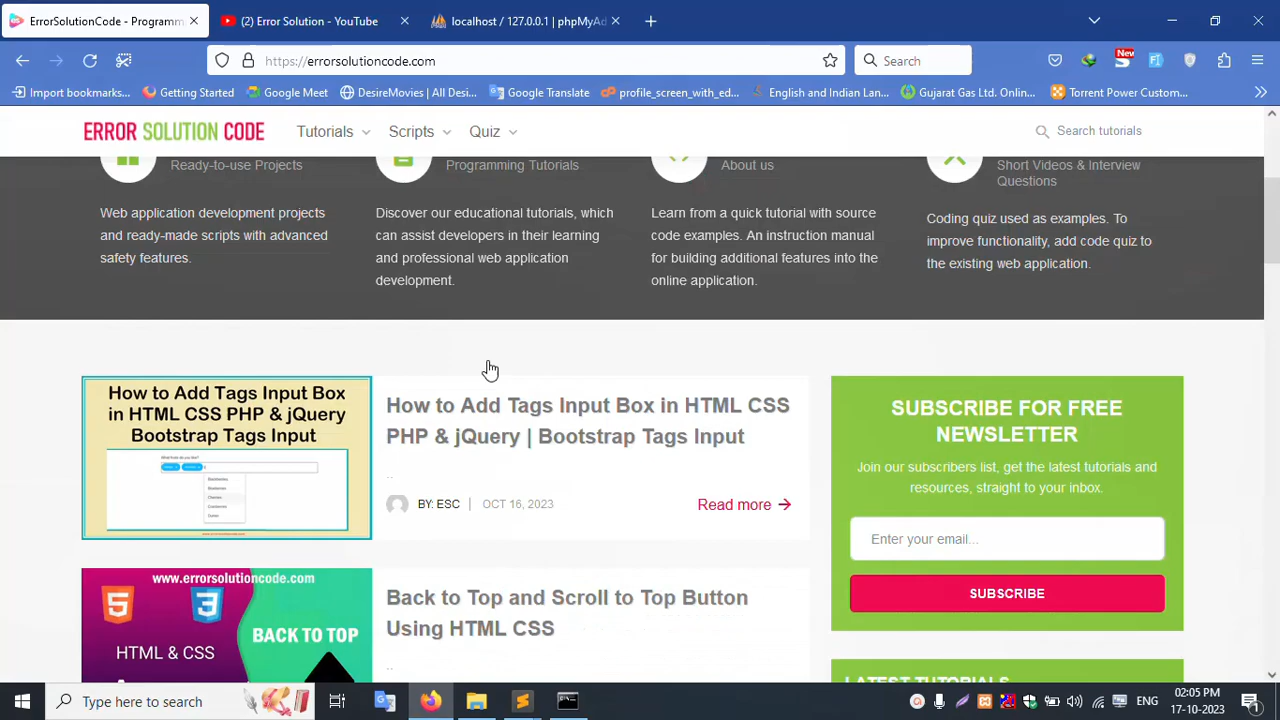 ErrorSolutionCode - Programm
(2) Error Solution - YouTube
localhost / 127.0.0.1 | phpMyAd
https://errorsolutioncode.com
Search
New
Import bookmarks...
Getting Started
Google Meet
DesireMovies | All Desi...
Google Translate
profile_screen_with_ed...
English and Indian Lan...
Gujarat Gas Ltd. Onlin...
Torrent Power Custom...
ERROR SOLUTION CODE
Tutorials
Scripts
Quiz
Search tutorials
Ready-to-use Projects
Programming Tutorials
About us
Short Videos & Interview
Questions
Web application development projects
and ready-made scripts with advanced
safety features.
Discover our educational tutorials, which
can assist developers in their learning
and professional web application
development.
Learn from a quick tutorial with source
code examples. An instruction manual
for building additional features into the
online application.
Coding quiz used as examples. To
improve functionality, add code quiz to
the existing web application.
How to Add Tags Input Box
in HTML CSS PHP & jQuery
Bootstrap Tags Input
How to Add Tags Input Box in HTML CSS
PHP & jQuery | Bootstrap Tags Input
..
BY: ESC
OCT 16, 2023
Read more
SUBSCRIBE FOR FREE
NEWSLETTER
Join our subscribers list, get the latest tutorials and
resources, straight to your inbox.
Enter your email...
SUBSCRIBE
www.errorsolutioncode.com
5
3
HTML & CSS
BACK TO TOP
Back to Top and Scroll to Top Button
Using HTML CSS
..
LATEST TUTORIALS
Type here to search
ENG
02:05 PM
17-10-2023
1